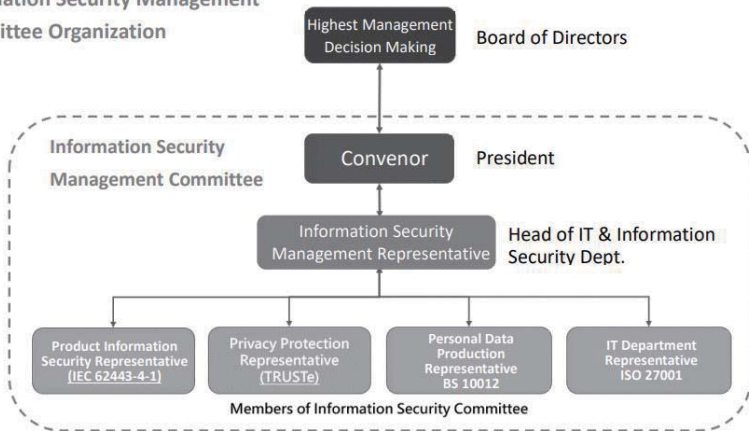 ation Security Management
ittee Organization
Highest Management
Decision Making
Board of Directors
Information Security
Management Committee
Convenor
President
Information Security
Management Representative
Head of IT & Information
Security Dept.
Product Information
Security Representative
(IEC 62443-4-1)
Privacy Protection
Representative
(TRUSTe)
Personal Data
Production
Representative
BS 10012
IT Department
Representative
ISO 27001
Members of Information Security Committee